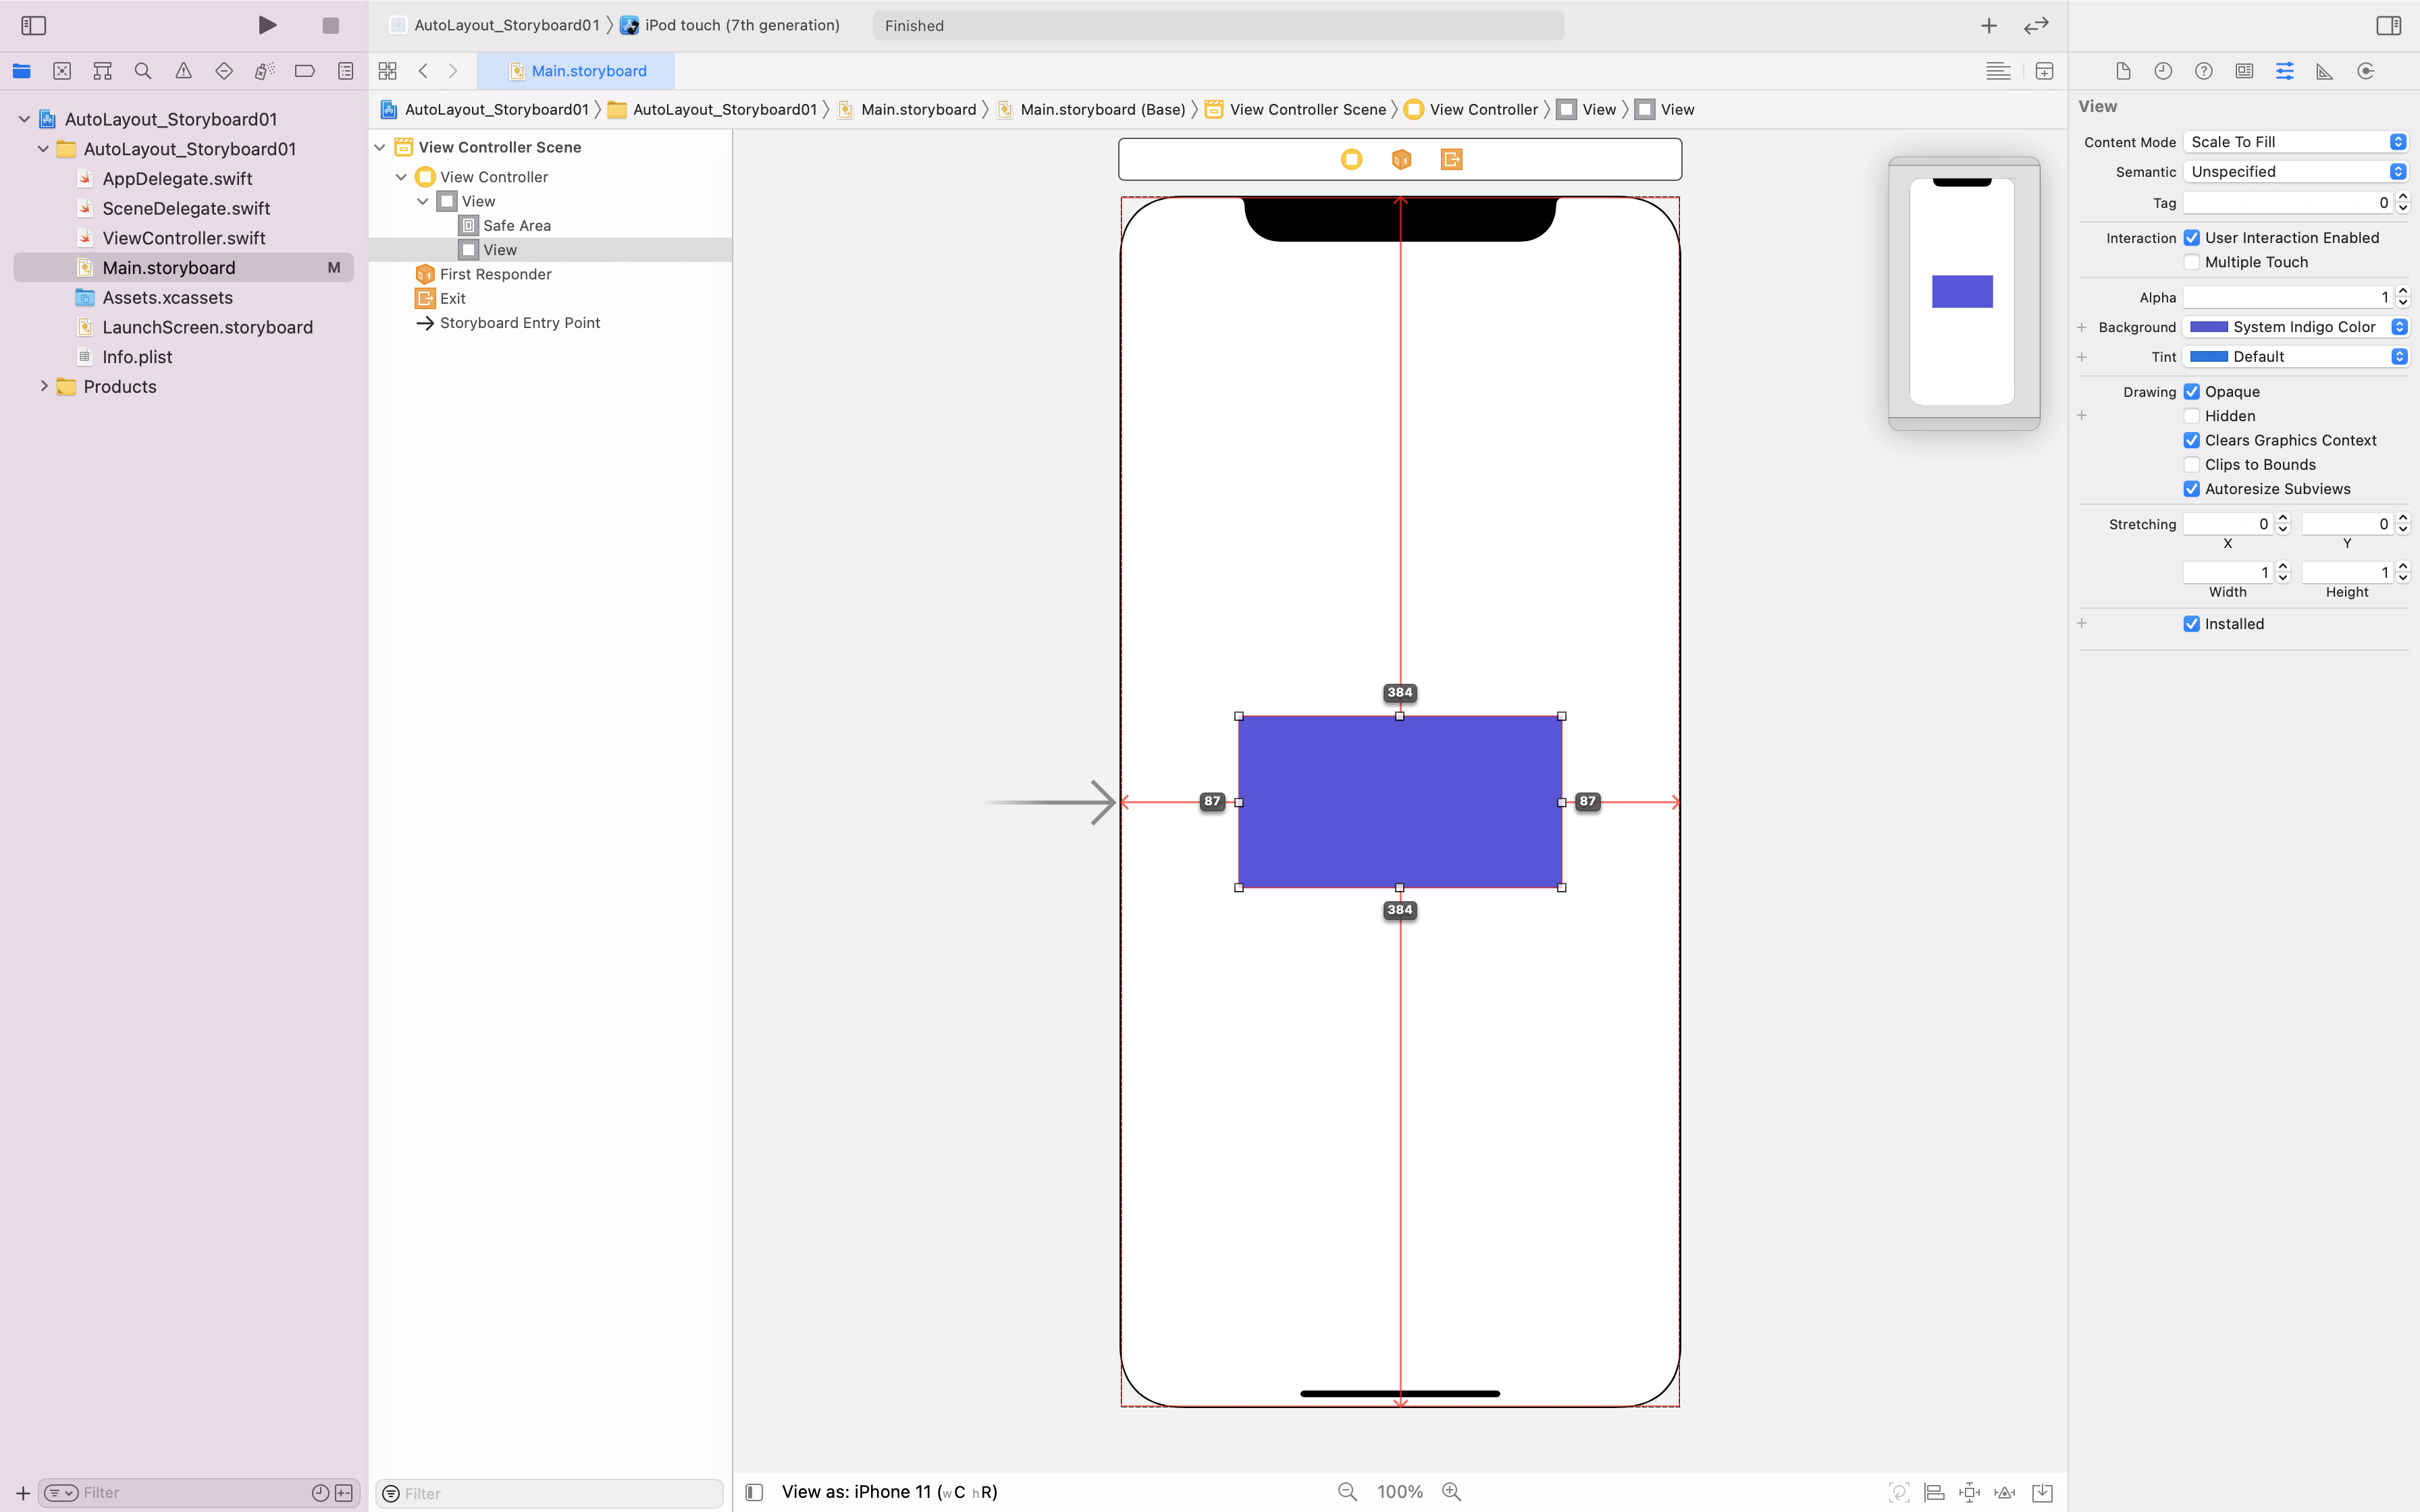 AutoLayout_Storyboard01
iPod touch (7th generation)
Finished
Main.storyboard
AutoLayout_Storyboard01
AutoLayout_Storyboard01
Main.storyboard
Main.storyboard (Base)
View Controller Scene
View Controller
View
View
AutoLayout_Storyboard01
AutoLayout_Storyboard01
AppDelegate.swift
SceneDelegate.swift
ViewController.swift
Main.storyboard M
Assets.xcassets
LaunchScreen.storyboard
Info.plist
Products
Filter
View Controller Scene
View Controller
View
Safe Area
View
First Responder
Exit
Storyboard Entry Point
Filter
384
87
87
384
View as: iPhone 11 (wC hR)
100%
View
Content Mode Scale To Fill
Semantic Unspecified
Tag 0
Interaction User Interaction Enabled
Multiple Touch
Alpha 1
Background System Indigo Color
Tint Default
Drawing Opaque
Hidden
Clears Graphics Context
Clips to Bounds
Autoresize Subviews
Stretching 0 0
X Y
1 1
Width Height
Installed